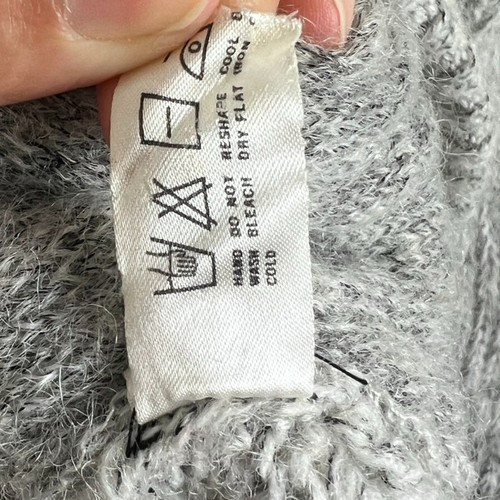 HAND
WASH
COLD
DO NOT
BLEACH
RESHAPE
DRY FLAT
COOL
IRON